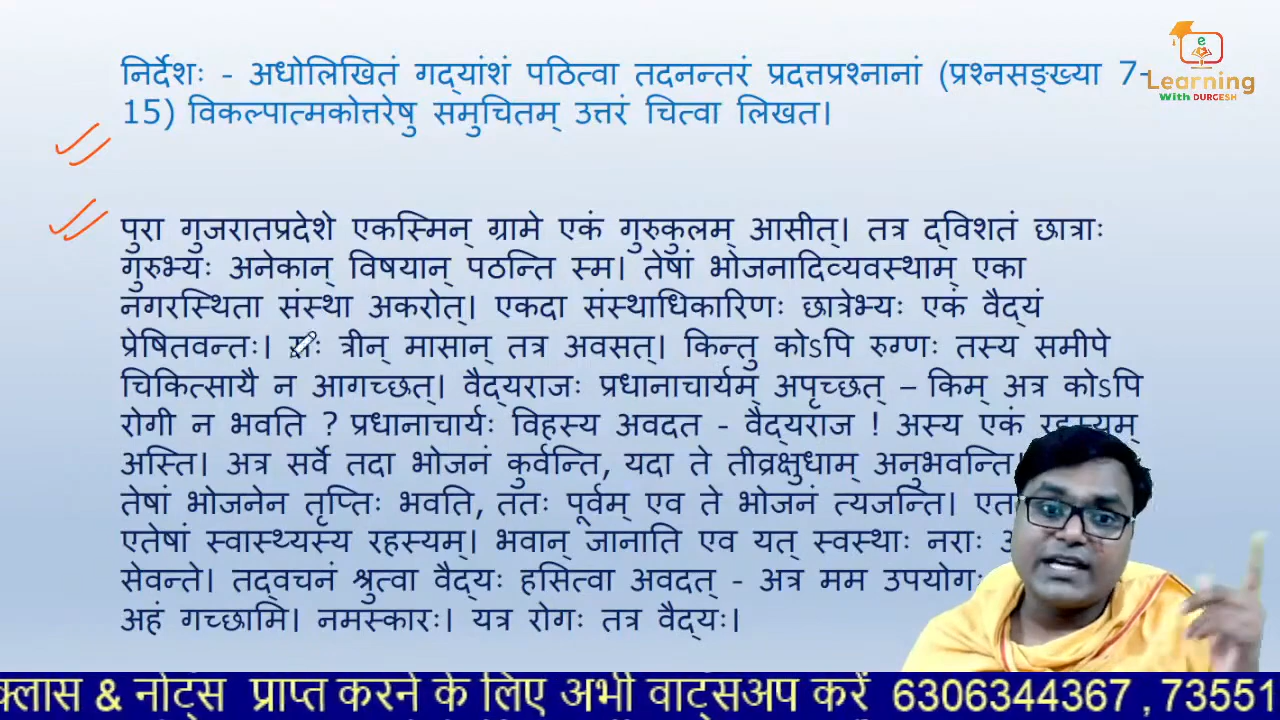 निर्देशः - अधोलिखितं गद्यांशं पठित्वा तदनन्तरं प्रदत्तप्रश्नानां (प्रश्नसङ्ख्या 7-
15) विकल्पात्मकोत्तरेषु समुचितम् उत्तरं चित्वा लिखत।
e
Learning
With DURGESH
पुरा गुजरातप्रदेशे एकस्मिन् ग्रामे एकं गुरुकुलम् आसीत्। तत्र द्विशतं छात्राः
गुरुभ्यः अनेकान् विषयान् पठन्ति स्म। तेषां भोजनादिव्यवस्थाम् एका
नगरस्थिता संस्था अकरोत्। एकदा संस्थाधिकारिणः छात्रेभ्यः एकं वैद्यं
प्रेषितवन्तः। त्रीन् मासान् तत्र अवसत्। किन्तु कोऽपि रुग्णः तस्य समीपे
चिकित्सायै न आगच्छत्। वैद्यराजः प्रधानाचार्यम् अपृच्छत् – किम् अत्र कोऽपि
रोगी न भवति ? प्रधानाचार्यः विहस्य अवदत - वैद्यराज ! अस्य एकं रहस्यम्
अस्ति। अत्र सर्वे तदा भोजनं कुर्वन्ति, यदा ते तीव्रक्षुधाम् अनुभवन्ति।
तेषां भोजनेन तृप्तिः भवति, ततः पूर्वम् एव ते भोजनं त्यजन्ति।
एतेषां स्वास्थ्यस्य रहस्यम्। भवान् जानाति एव यत् स्वस्थाः नराः
सेवन्ते। तद्वचनं श्रुत्वा वैद्यः हसित्वा अवदत् - अत्र मम उपयोगः
अहं गच्छामि। नमस्कारः। यत्र रोगः तत्र वैद्यः।
क्लास & नोट्स प्राप्त करने के लिए अभी वाट्सअप करें 6306344367 , 73551